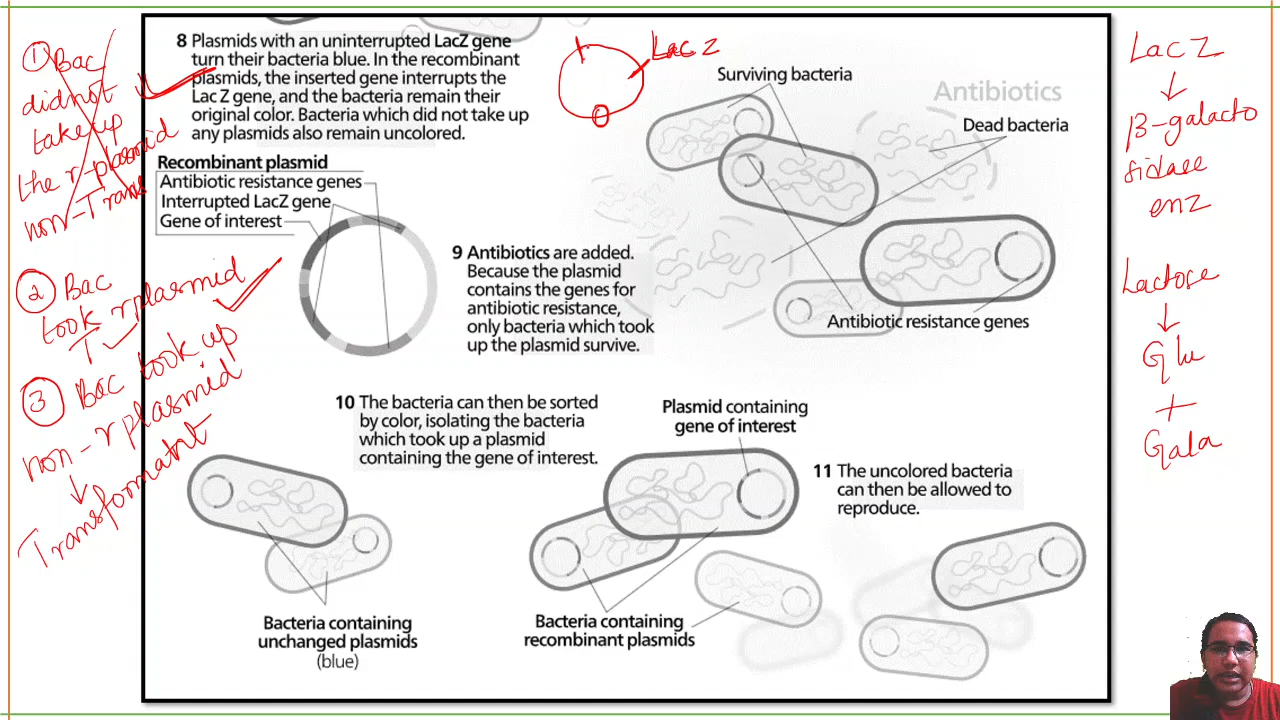 ① Bac
did not
take up
the r-plasmid
non-Trans
② Bac
took r plasmid
T
③ Bac took up
non-r plasmid
↓
Transformant
8 Plasmids with an uninterrupted LacZ gene
turn their bacteria blue. In the recombinant
plasmids, the inserted gene interrupts the
Lac Z gene, and the bacteria remain their
original color. Bacteria which did not take up
any plasmids also remain uncolored.
Recombinant plasmid
Antibiotic resistance genes
Interrupted LacZ gene
Gene of interest
Lac Z
Surviving bacteria
Antibiotics
Dead bacteria
9 Antibiotics are added.
Because the plasmid
contains the genes for
antibiotic resistance,
only bacteria which took
up the plasmid survive.
Antibiotic resistance genes
10 The bacteria can then be sorted
by color, isolating the bacteria
which took up a plasmid
containing the gene of interest.
Plasmid containing
gene of interest
11 The uncolored bacteria
can then be allowed to
reproduce.
Bacteria containing
unchanged plasmids
(blue)
Bacteria containing
recombinant plasmids
Lac Z
↓
β-galacto
sidase
enz
Lactose
↓
Glu
+
Gala